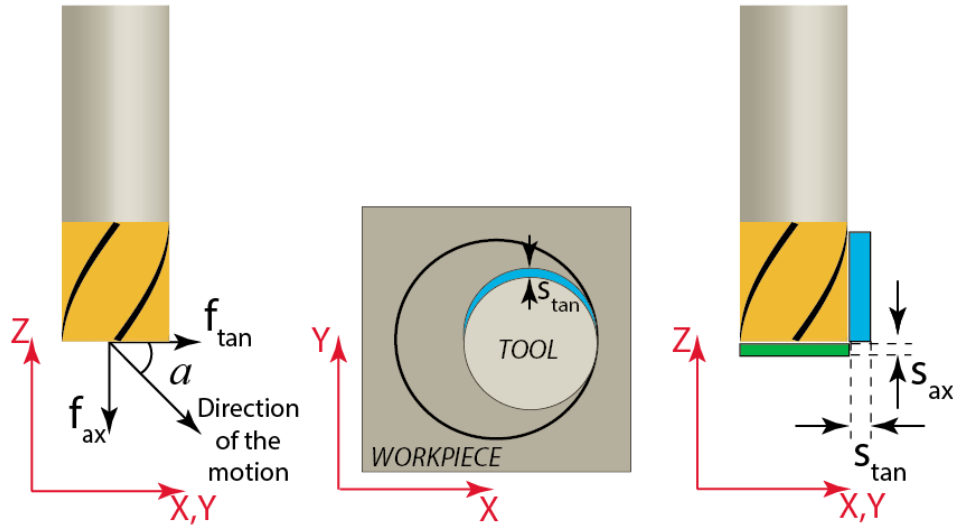 Z
f_tan
a
f_ax
Direction
of the
motion
X,Y
Y
s_tan
TOOL
WORKPIECE
X
Z
s_ax
s_tan
X,Y